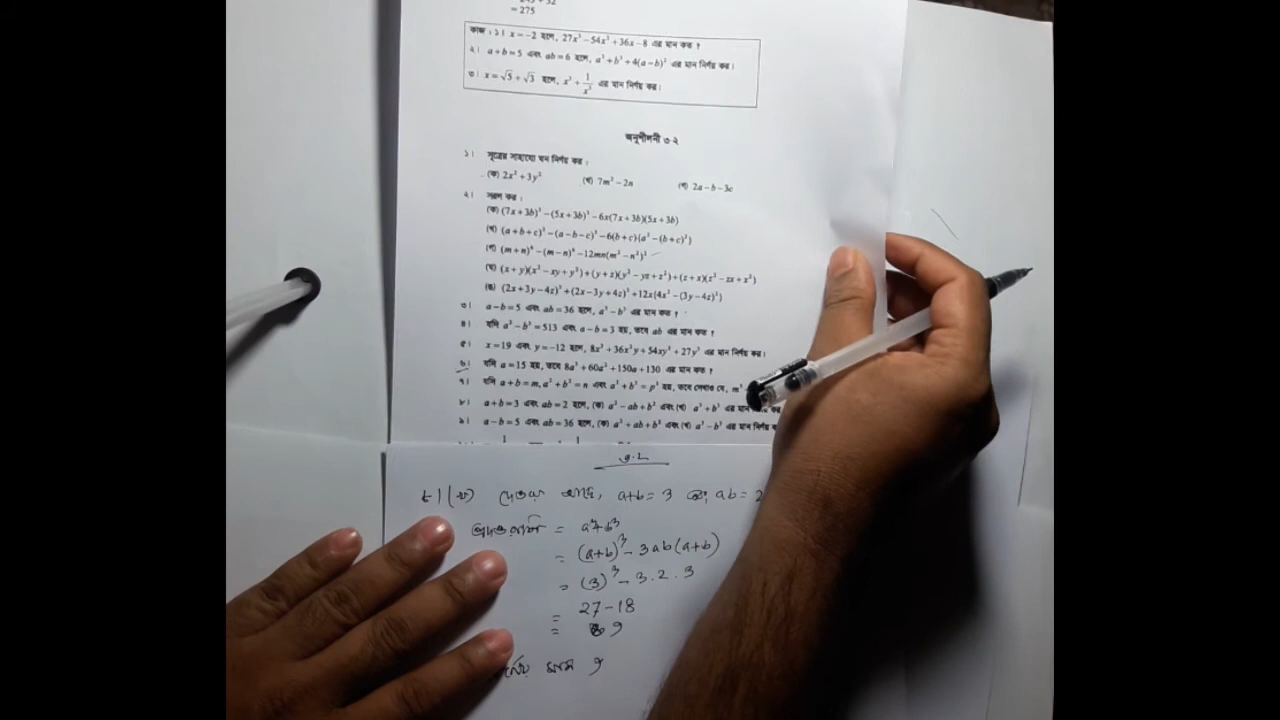 = 275
কাজ : ১। x = −2 হলে, 27x³ − 54x² + 36x − 8 এর মান কত ?
২। a + b = 5 এবং ab = 6 হলে, a³ + b³ + 4(a − b)² এর মান নির্ণয় কর।
৩। x = √5 + √3 হলে, x³ + 1/x³ এর মান নির্ণয় কর।
অনুশীলনী ৩.২
১। সূত্রের সাহায্যে ঘন নির্ণয় কর :
(ক) 2x² + 3y² (খ) 7m² − 2n (গ) 2a − b − 3c
২। সরল কর :
(ক) (7x + 3b)³ − (5x + 3b)³ − 6x(7x + 3b)(5x + 3b)
(খ) (a + b + c)³ − (a − b − c)³ − 6(b + c){a² − (b + c)²}
(গ) (m + n)⁶ − (m − n)⁶ − 12mn(m² − n²)²
(ঘ) (x + y)(x² − xy + y²) + (y + z)(y² − yz + z²) + (z + x)(z² − zx + x²)
(ঙ) (2x + 3y − 4z)³ + (2x − 3y + 4z)³ + 12x{4x² − (3y − 4z)²}
৩। a − b = 5 এবং ab = 36 হলে, a³ − b³ এর মান কত ?
৪। যদি a³ − b³ = 513 এবং a − b = 3 হয়, তবে ab এর মান কত ?
৫। x = 19 এবং y = −12 হলে, 8x³ + 36x²y + 54xy² + 27y³ এর মান নির্ণয় কর।
৬। যদি a = 15 হয়, তবে 8a³ + 60a² + 150a + 130 এর মান কত ?
৭। যদি a + b = m, a² + b² = n এবং a³ + b³ = p³ হয়, তবে দেখাও যে, m³
৮। a + b = 3 এবং ab = 2 হলে, (ক) a² − ab + b² এবং (খ) a³ + b³ এর মান
৯। a − b = 5 এবং ab = 36 হলে, (ক) a² + ab + b² এবং (খ) a³ − b³ এর মান নির্ণয়
৩.২
৮। (খ) দেওয়া আছে, a+b = 3 এবং ab = 2
প্রদত্ত রাশি = a³+b³
= (a+b)³ − 3ab(a+b)
= (3)³ − 3.2.3
= 27 − 18
= 9
মান 9